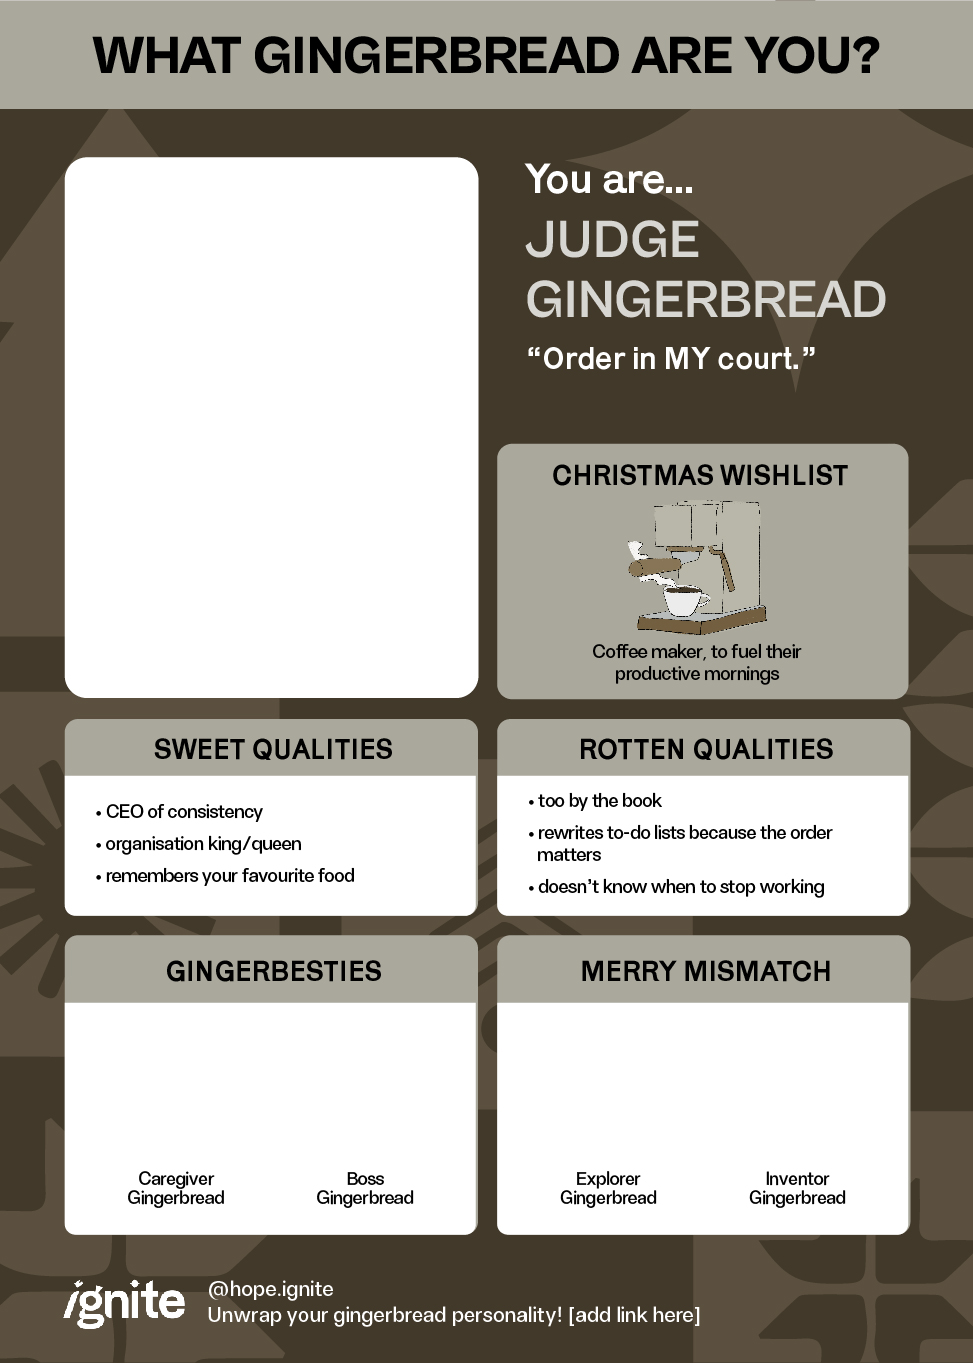 WHAT GINGERBREAD ARE YOU?
You are...
JUDGE
GINGERBREAD
“Order in MY court.”
CHRISTMAS WISHLIST
Coffee maker, to fuel their
productive mornings
SWEET QUALITIES
• CEO of consistency
• organisation king/queen
• remembers your favourite food
ROTTEN QUALITIES
• too by the book
• rewrites to-do lists because the order
matters
• doesn’t know when to stop working
GINGERBESTIES
Caregiver
Gingerbread
Boss
Gingerbread
MERRY MISMATCH
Explorer
Gingerbread
Inventor
Gingerbread
ignite
@hope.ignite
Unwrap your gingerbread personality! [add link here]